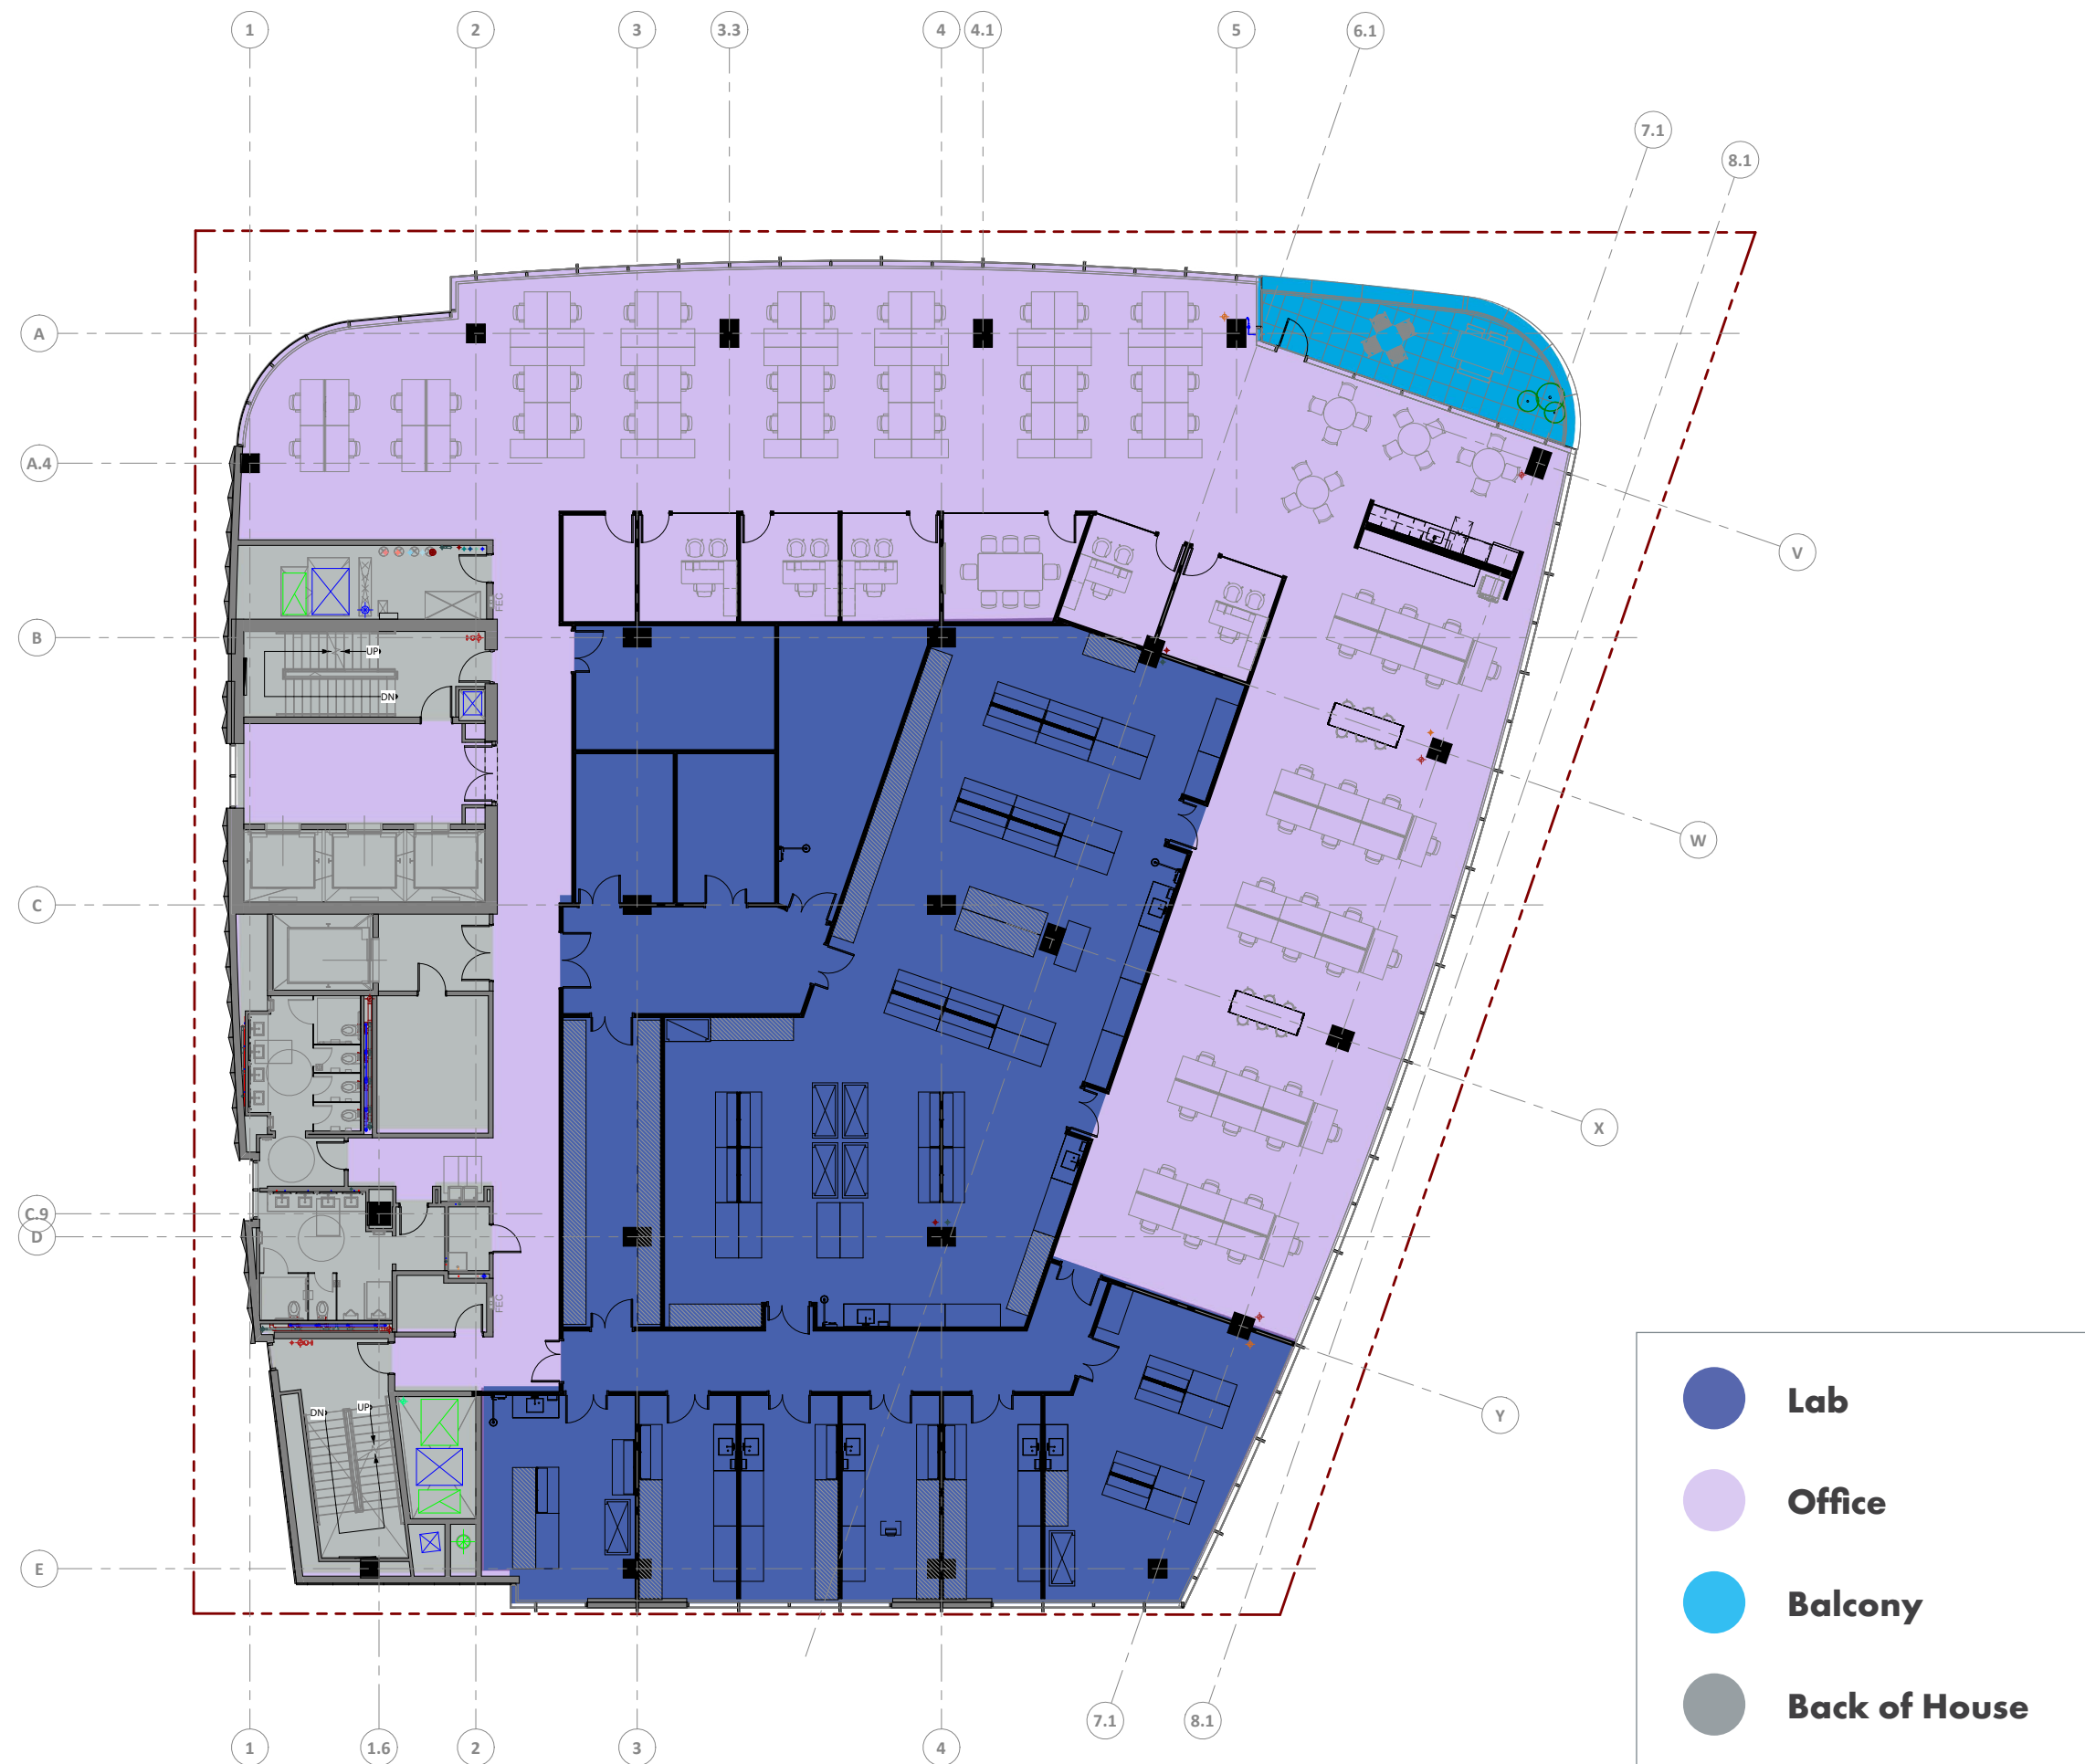 1 2 3 3.3 4 4.1 5 6.1
7.1
8.1
A
A.4
V
FEC
B
UP
DN
W
C
X
C.9
D
FEC
Y
DN UP
E
7.1 8.1
1 1.6 2 3 4
Lab
Office
Balcony
Back of House